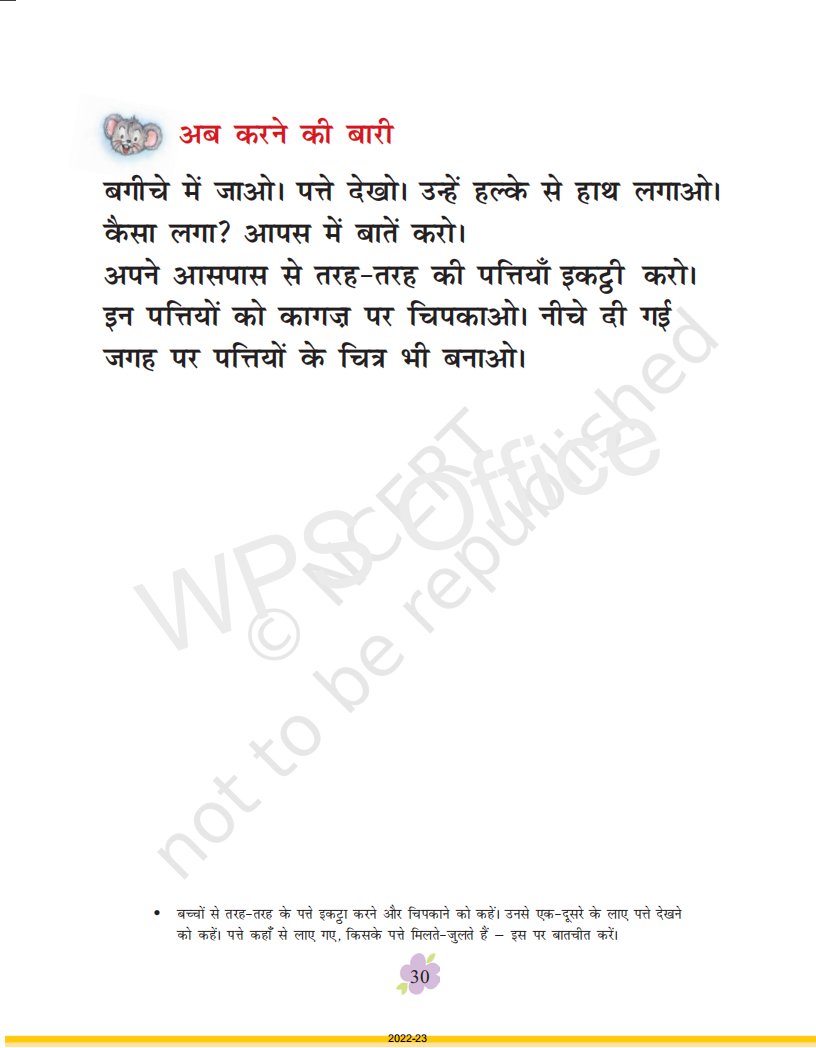 अब करने की बारी
बगीचे में जाओ। पत्ते देखो। उन्हें हल्के से हाथ लगाओ।
कैसा लगा? आपस में बातें करो।
अपने आसपास से तरह-तरह की पत्तियाँ इकट्ठी करो।
इन पत्तियों को कागज़ पर चिपकाओ। नीचे दी गई
जगह पर पत्तियों के चित्र भी बनाओ।
WPS Office
© NCERT
not to be republished
• बच्चों से तरह-तरह के पत्ते इकट्ठा करने और चिपकाने को कहें। उनसे एक-दूसरे के लाए पत्ते देखने
को कहें। पत्ते कहाँ से लाए गए, किसके पत्ते मिलते-जुलते हैं – इस पर बातचीत करें।
30
2022-23